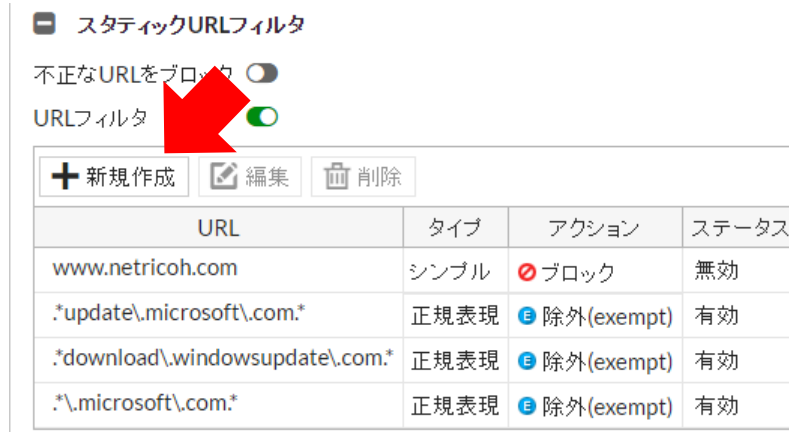 スタティックURLフィルタ
不正なURLをブロック
URLフィルタ
新規作成 編集 削除
URL タイプ アクション ステータス
www.netricoh.com シンプル ブロック 無効
.*update\.microsoft\.com.* 正規表現 E 除外(exempt) 有効
.*download\.windowsupdate\.com.* 正規表現 E 除外(exempt) 有効
.*\.microsoft\.com.* 正規表現 E 除外(exempt) 有効